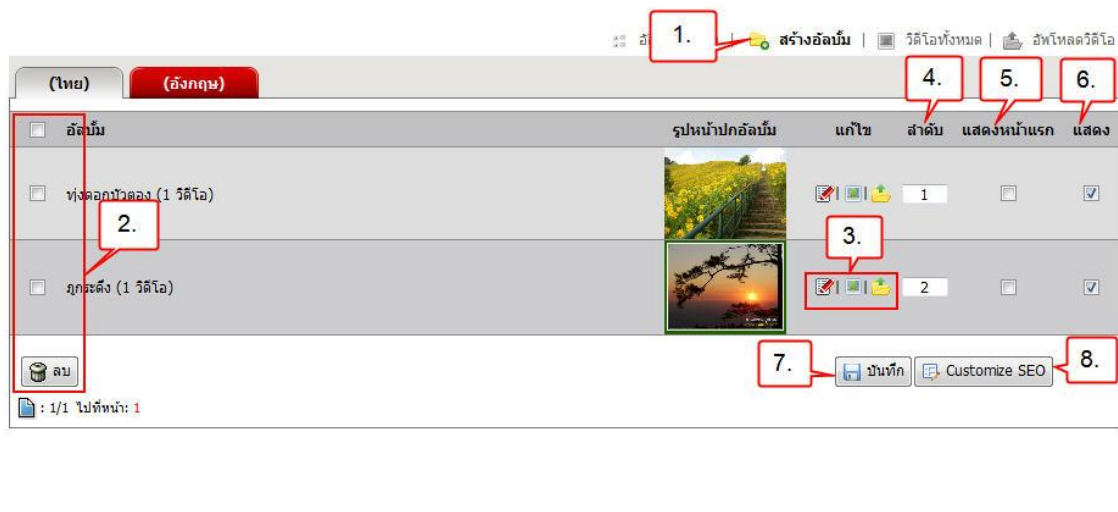 1. สร้างอัลบั้ม | วิดีโอทั้งหมด | อัพโหลดวิดีโอ
(ไทย) (อังกฤษ) 4. 5. 6.
อัลบั้ม รูปหน้าปกอัลบั้ม แก้ไข ลำดับ แสดงหน้าแรก แสดง
ทุ่งดอกบัวตอง (1 วิดีโอ) | | 1
2. 3.
ภูกระดึง (1 วิดีโอ) | | 2
ลบ 7. บันทึก Customize SEO 8.
: 1/1 ไปที่หน้า: 1